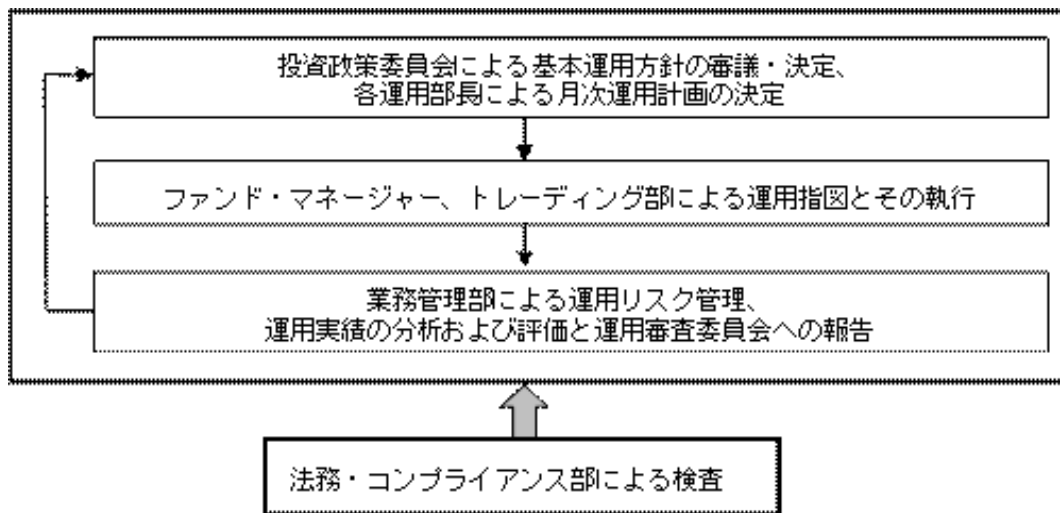 投資政策委員会による基本運用方針の審議・決定、
各運用部長による月次運用計画の決定
ファンド・マネージャー、トレーディング部による運用指図とその執行
業務管理部による運用リスク管理、
運用実績の分析および評価と運用審査委員会への報告
法務・コンプライアンス部による検査